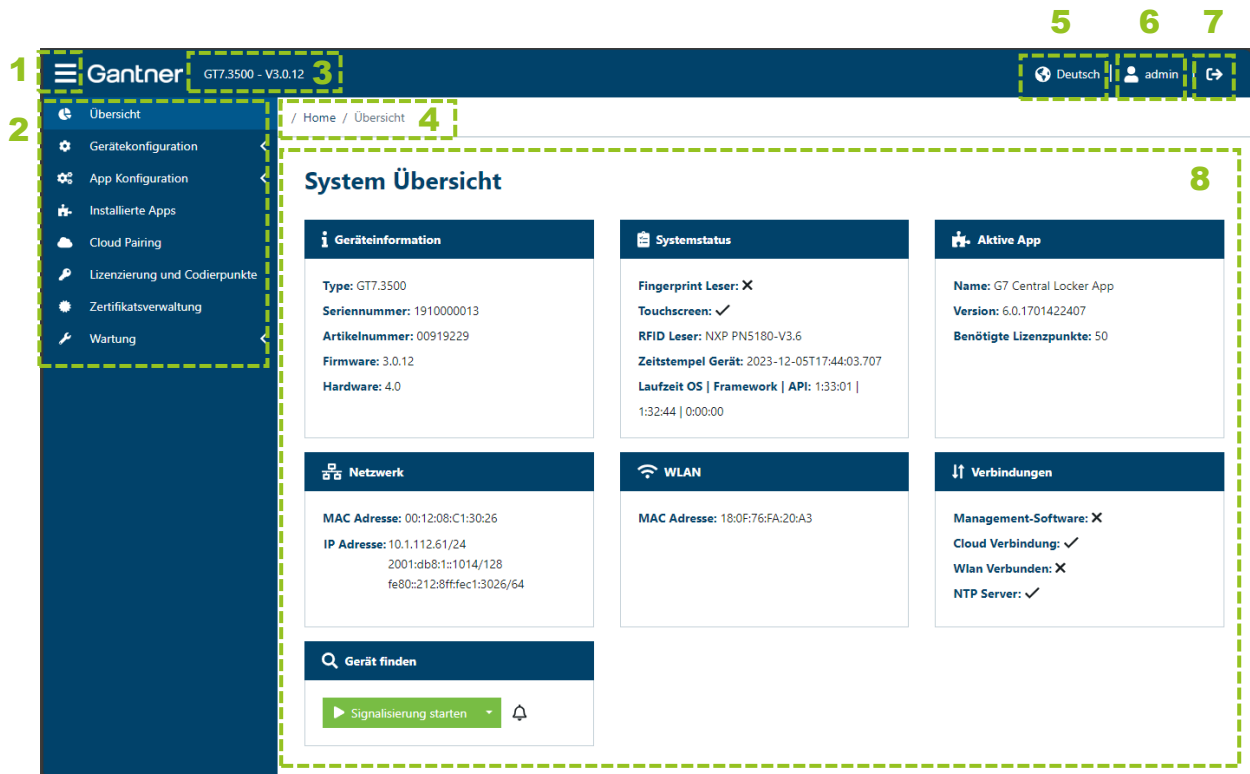 5 6 7
1 Gantner GT7.3500 - V3.0.12 3 Deutsch | admin
2 Übersicht
/ Home / Übersicht 4
Gerätekonfiguration
App Konfiguration
Installierte Apps
Cloud Pairing
Lizenzierung und Codierpunkte
Zertifikatsverwaltung
Wartung
8
System Übersicht
Geräteinformation
Type: GT7.3500
Seriennummer: 1910000013
Artikelnummer: 00919229
Firmware: 3.0.12
Hardware: 4.0
Systemstatus
Fingerprint Leser:
Touchscreen:
RFID Leser: NXP PN5180-V3.6
Zeitstempel Gerät: 2023-12-05T17:44:03.707
Laufzeit OS | Framework | API: 1:33:01 |
1:32:44 | 0:00:00
Aktive App
Name: G7 Central Locker App
Version: 6.0.1701422407
Benötigte Lizenzpunkte: 50
Netzwerk
MAC Adresse: 00:12:08:C1:30:26
IP Adresse: 10.1.112.61/24
2001:db8:1::1014/128
fe80::212:8ff:fec1:3026/64
WLAN
MAC Adresse: 18:0F:76:FA:20:A3
Verbindungen
Management-Software:
Cloud Verbindung:
Wlan Verbunden:
NTP Server:
Gerät finden
Signalisierung starten